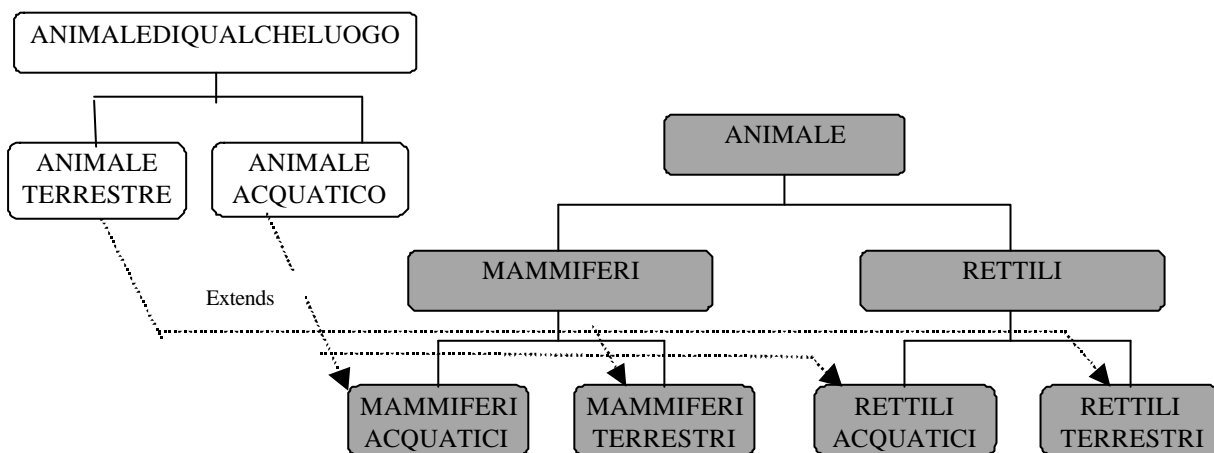 ANIMALEDIQUALCHELUOGO
ANIMALE
TERRESTRE
ANIMALE
ACQUATICO
ANIMALE
MAMMIFERI
RETTILI
Extends
MAMMIFERI
ACQUATICI
MAMMIFERI
TERRESTRI
RETTILI
ACQUATICI
RETTILI
TERRESTRI